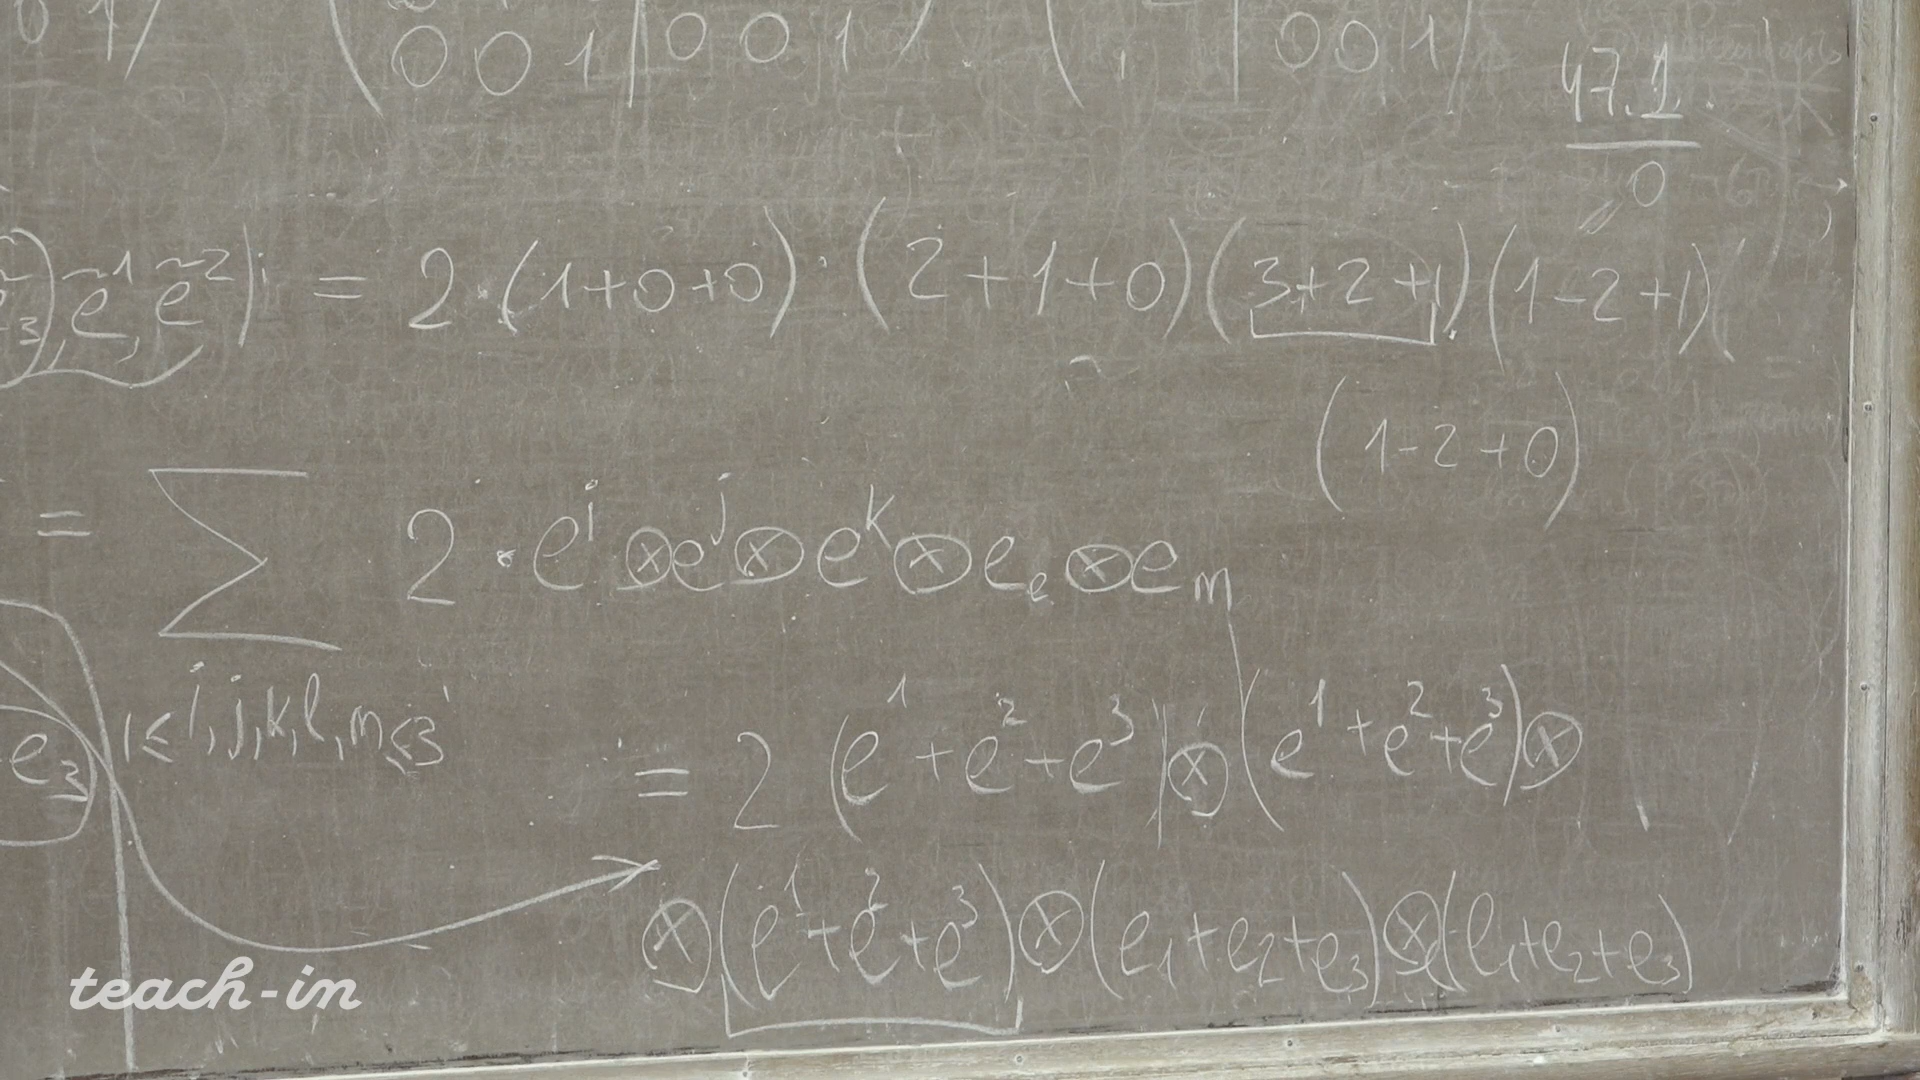 0 1)
(0 0 1 | 0 0 1) ( | 0 0 1)
47.1
0
3), ẽ¹, ẽ²) = 2·(1+0+0)·(2+1+0)(3+2+1)(1-2+1)
(1-2+0)
= ∑ 2·eⁱ⊗eʲ⊗eᵏ⊗eₗ⊗eₘ
1≤i,j,k,l,m≤3
e₃)
= 2(e¹+e²+e³)⊗(e¹+e²+e³)⊗
⊗(e¹+e²+e³)⊗(e₁+e₂+e₃)⊗(e₁+e₂+e₃)
teach-in